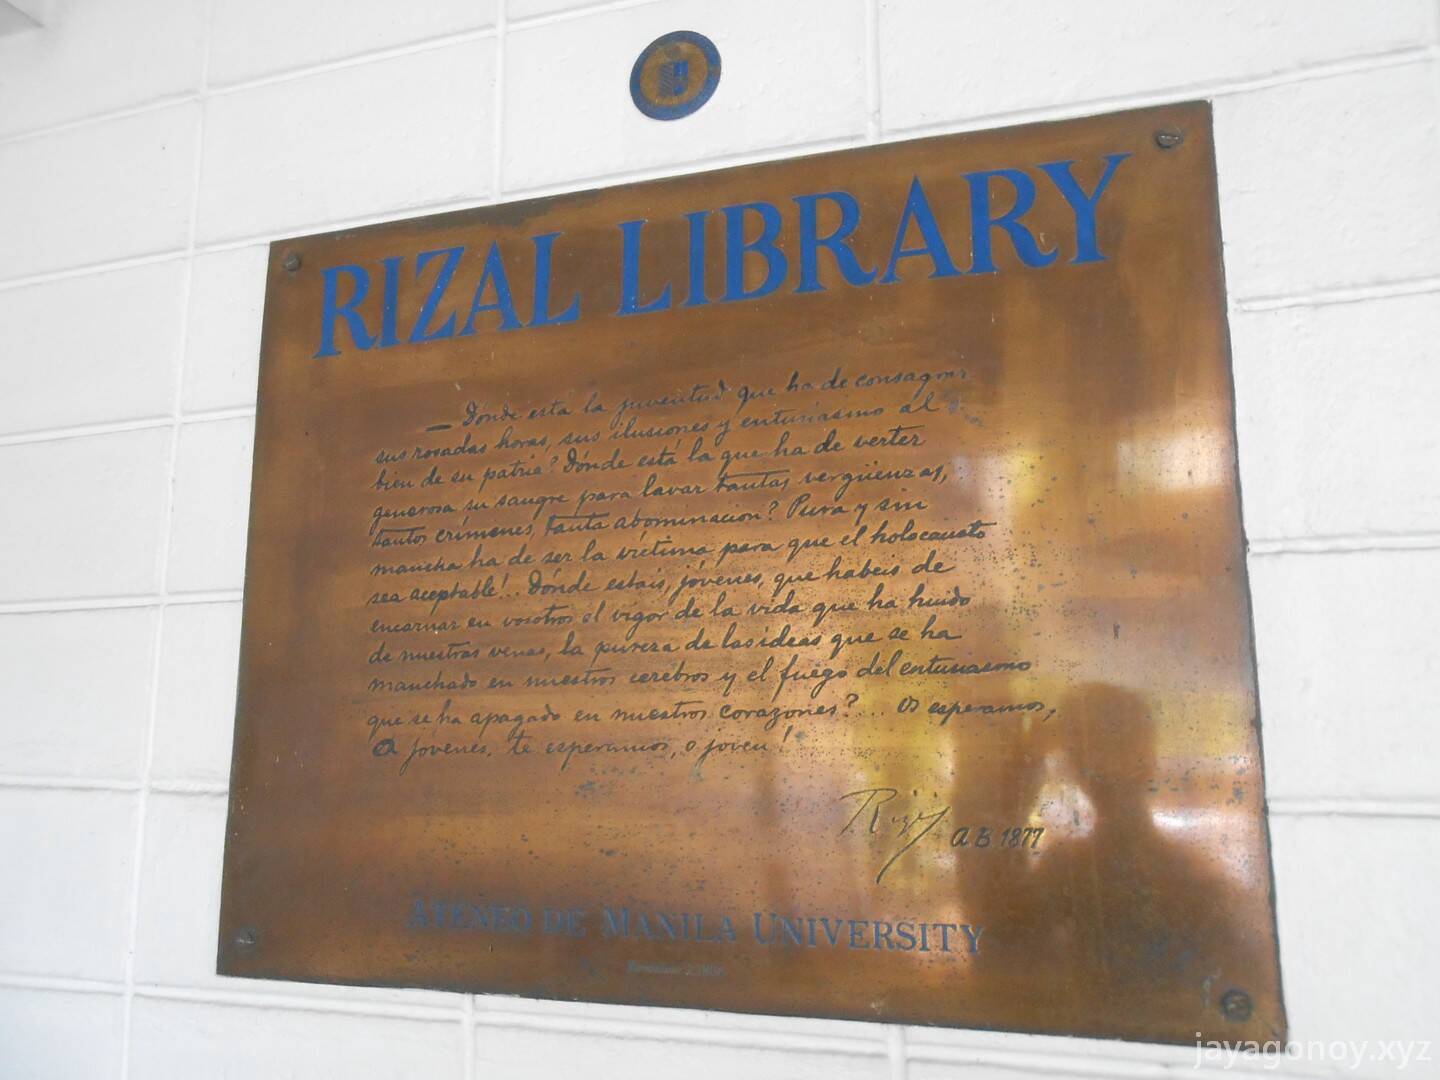 RIZAL LIBRARY
— Dónde está la juventud que ha de consagrar
sus rosadas horas, sus ilusiones y entusiasmo al
bien de su patria? Dónde está la que ha de verter
generosa su sangre para lavar tantas vergüenzas,
tantos crímenes, tanta abominacion? Pura y sin
mancha ha de ser la víctima para que el holocausto
sea aceptable!.. Dónde estais, jóvenes, que habeis de
encarnar en vosotros el vigor de la vida que ha huido
de nuestras venas, la pureza de las ideas que se ha
manchado en nuestros cerebros y el fuego del entusiasmo
que se ha apagado en nuestros corazones?... Os esperamos,
O jóvenes, te esperamos, o joven!
Rizal
AB 1877
ATENEO DE MANILA UNIVERSITY
jayagonoy.xyz